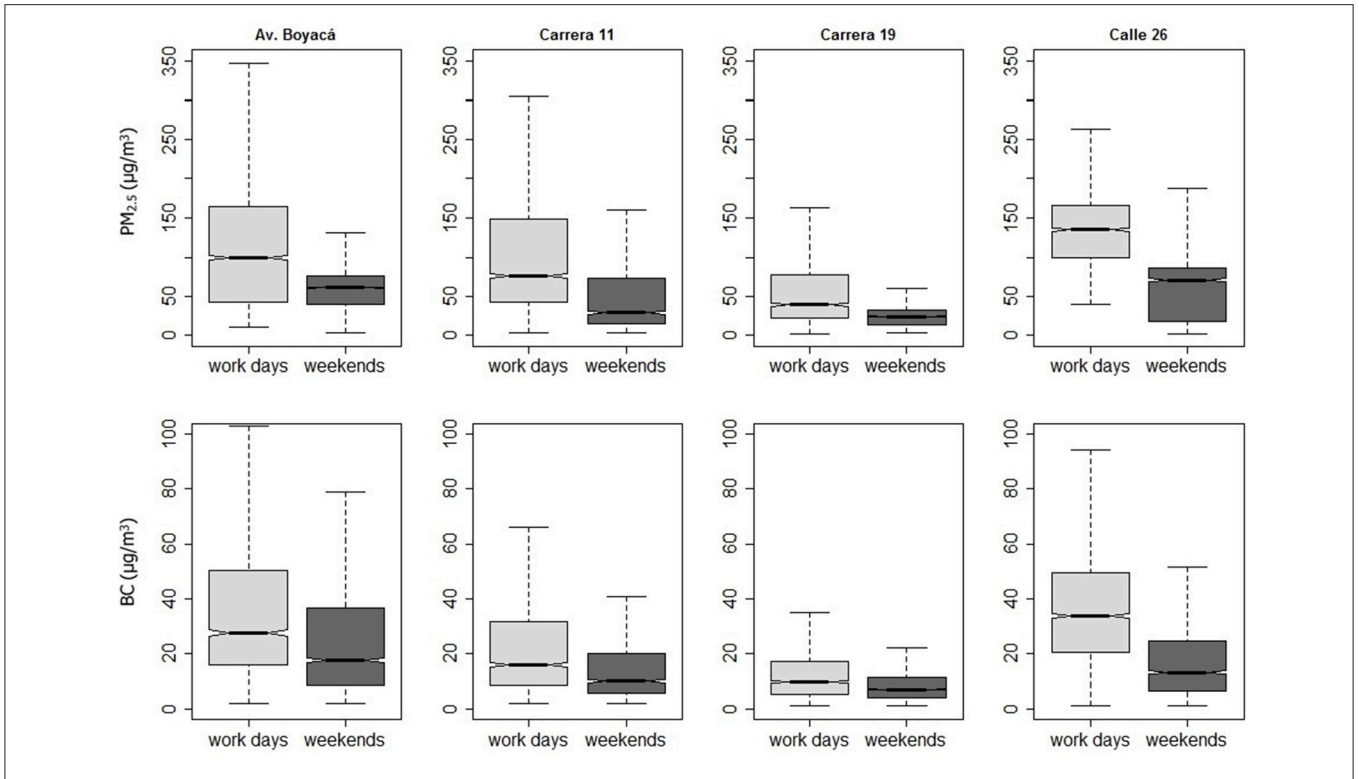 Av. Boyacá Carrera 11 Carrera 19 Calle 26
PM2.5 (µg/m³)
350 350 350 350
250 250 250 250
150 150 150 150
50 50 50 50
0 0 0 0
work days weekends work days weekends work days weekends work days weekends
BC (µg/m³)
100 100 100 100
80 80 80 80
60 60 60 60
40 40 40 40
20 20 20 20
0 0 0 0
work days weekends work days weekends work days weekends work days weekends